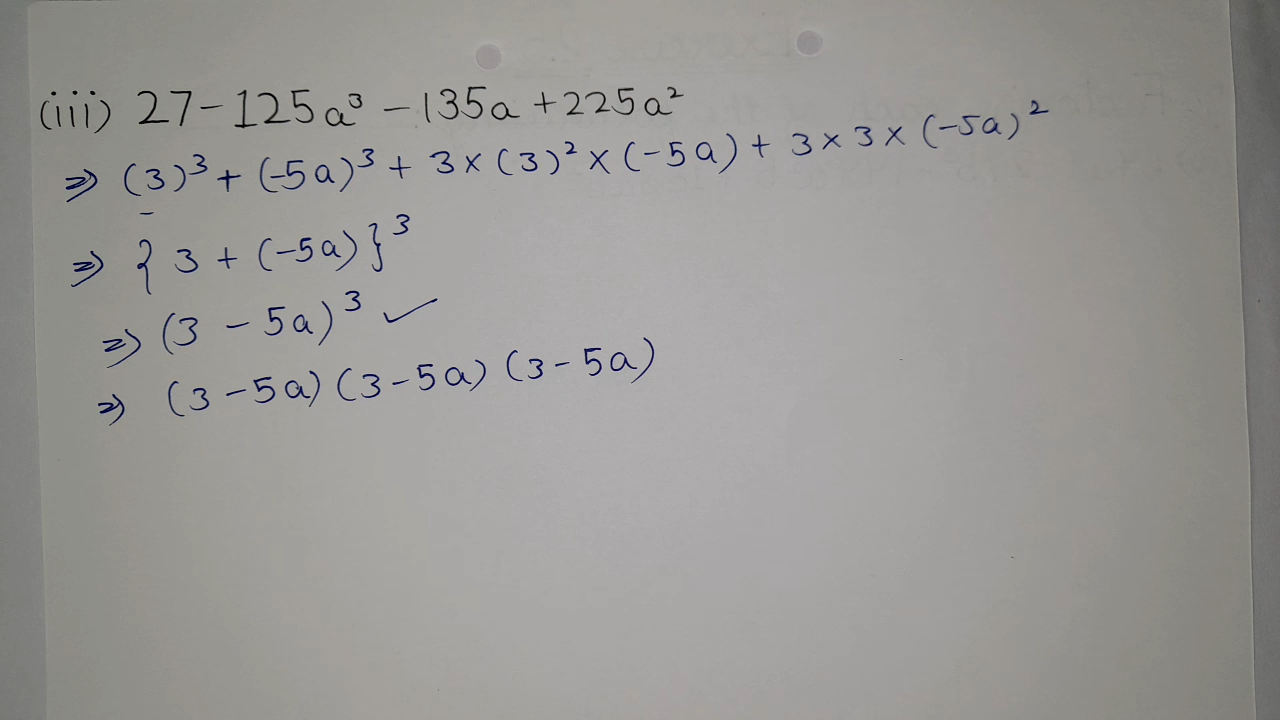 (iii) 27-125a³ - 135a + 225a²
⇒ (3)³ + (-5a)³ + 3×(3)²×(-5a) + 3×3×(-5a)²
⇒ { 3 + (-5a)}³
⇒ (3 - 5a)³ ✓
⇒ (3-5a)(3-5a)(3-5a)